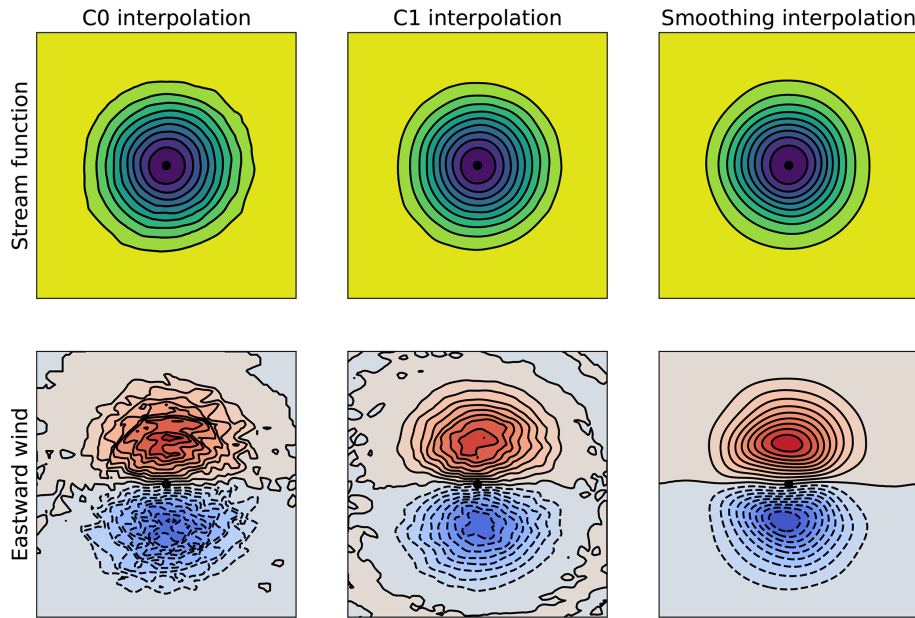 C0 interpolation
C1 interpolation
Smoothing interpolation
Stream function
Eastward wind